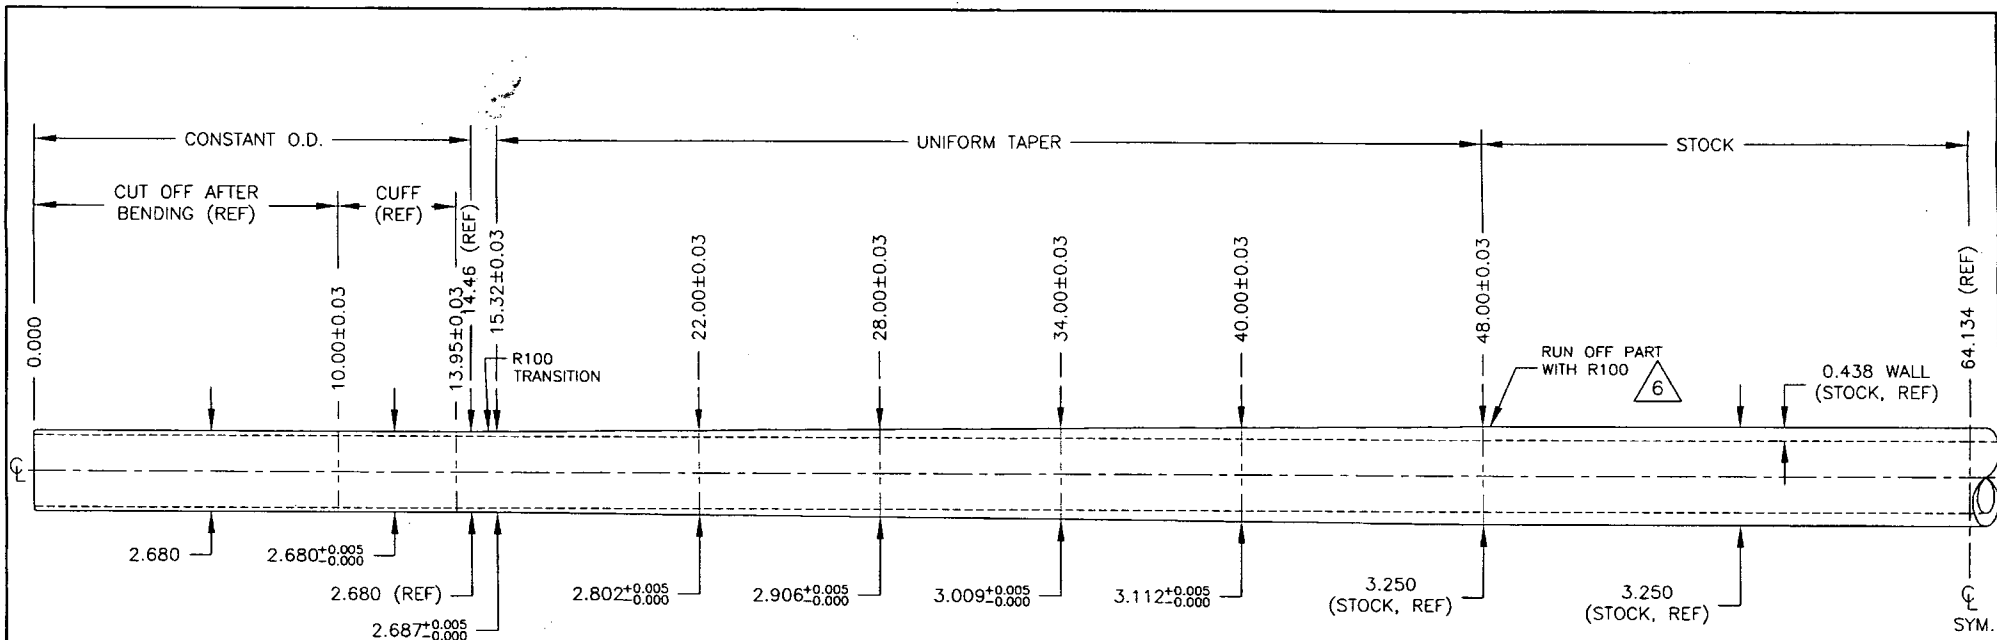 CONSTANT O.D.
UNIFORM TAPER
STOCK
CUT OFF AFTER
BENDING (REF)
CUFF
(REF)
0.000
10.00±0.03
13.95±0.03
14.46 (REF)
15.32±0.03
22.00±0.03
28.00±0.03
34.00±0.03
40.00±0.03
48.00±0.03
64.134 (REF)
R100
TRANSITION
RUN OFF PART
WITH R100
6
0.438 WALL
(STOCK, REF)
℄
2.680
2.680+0.005
-0.000
2.680 (REF)
2.687+0.005
-0.000
2.802+0.005
-0.000
2.906+0.005
-0.000
3.009+0.005
-0.000
3.112+0.005
-0.000
3.250
(STOCK, REF)
3.250
(STOCK, REF)
℄
SYM.